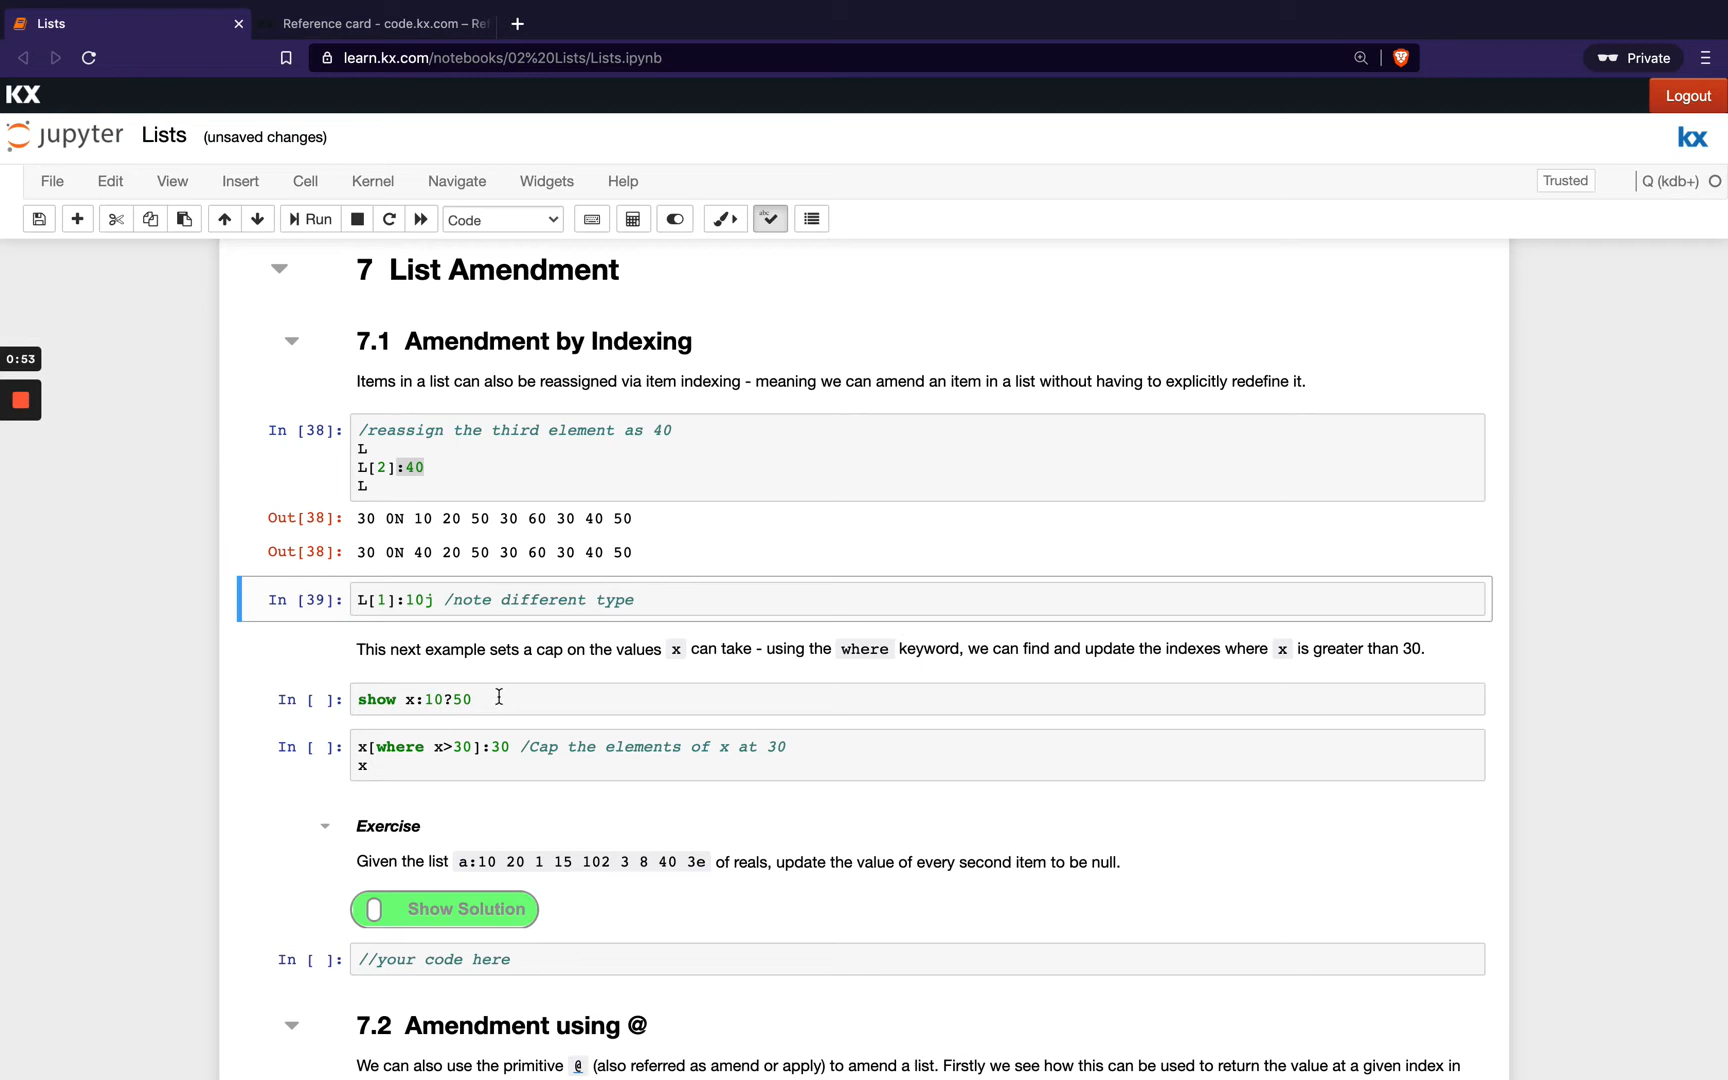 Lists
Reference card - code.kx.com – Re
learn.kx.com/notebooks/02%20Lists/Lists.ipynb
Private
KX
Logout
jupyter Lists (unsaved changes)
kx
File Edit View Insert Cell Kernel Navigate Widgets Help
Trusted
Q (kdb+)
Run
Code
abc
7 List Amendment
7.1 Amendment by Indexing
0:53
Items in a list can also be reassigned via item indexing - meaning we can amend an item in a list without having to explicitly redefine it.
In [38]: /reassign the third element as 40
L
L[2]:40
L
Out[38]: 30 0N 10 20 50 30 60 30 40 50
Out[38]: 30 0N 40 20 50 30 60 30 40 50
In [39]: L[1]:10j /note different type
This next example sets a cap on the values x can take - using the where keyword, we can find and update the indexes where x is greater than 30.
In [ ]: show x:10?50
In [ ]: x[where x>30]:30 /Cap the elements of x at 30
x
Exercise
Given the list a:10 20 1 15 102 3 8 40 3e of reals, update the value of every second item to be null.
Show Solution
In [ ]: //your code here
7.2 Amendment using @
We can also use the primitive @ (also referred as amend or apply) to amend a list. Firstly we see how this can be used to return the value at a given index in